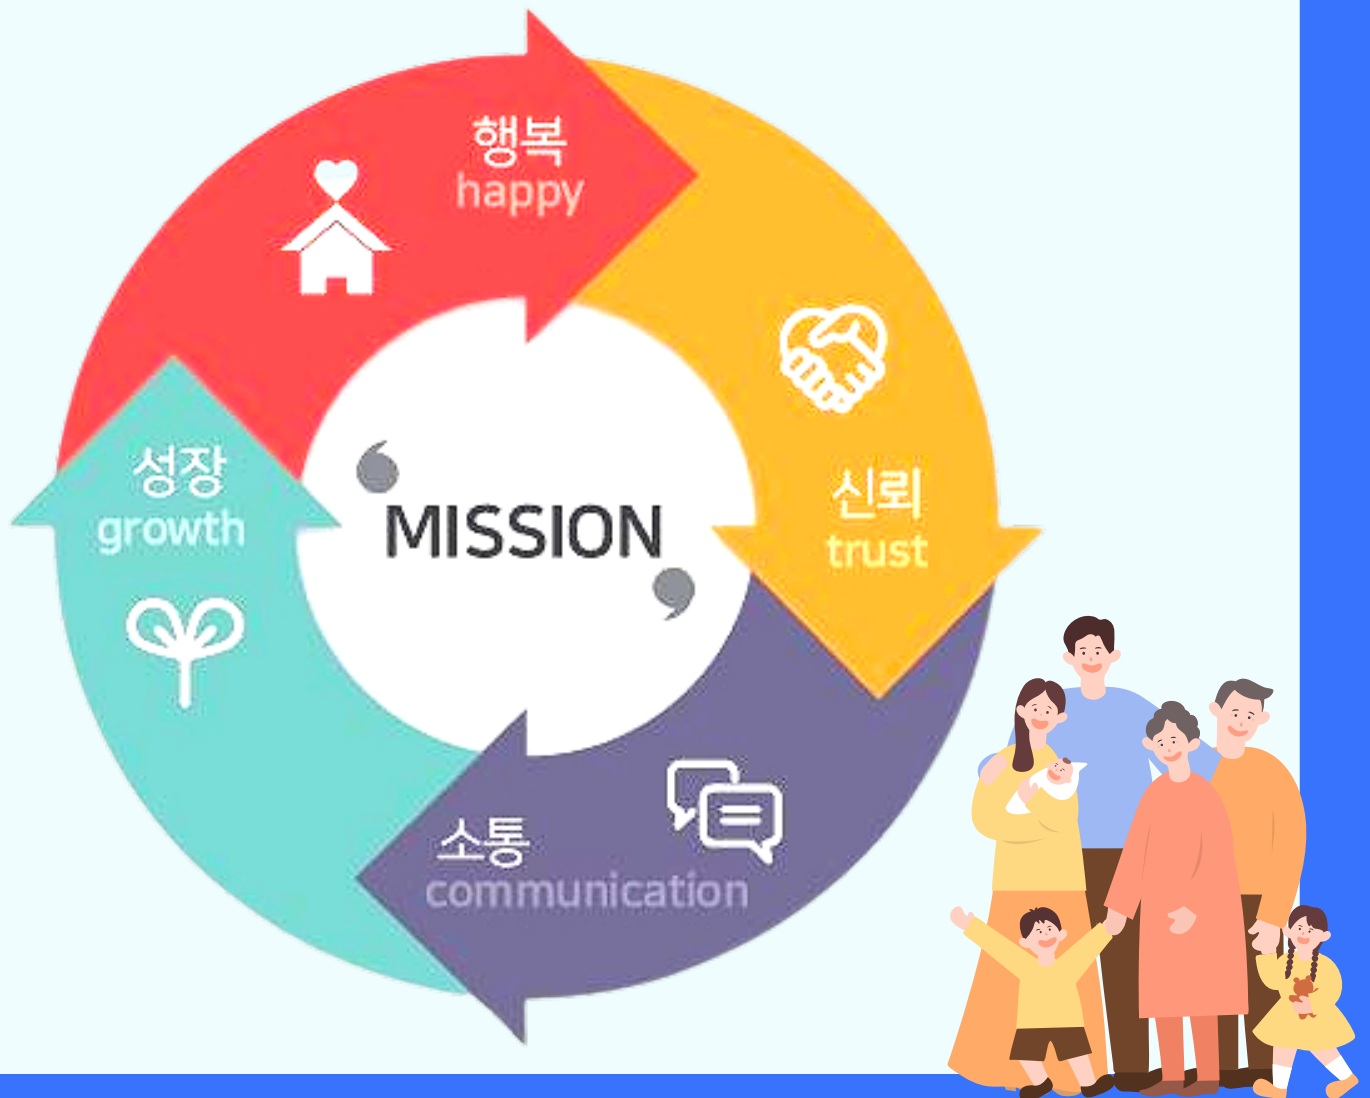 행복
happy
신뢰
trust
성장
growth
‘
MISSION
’
소통
communication